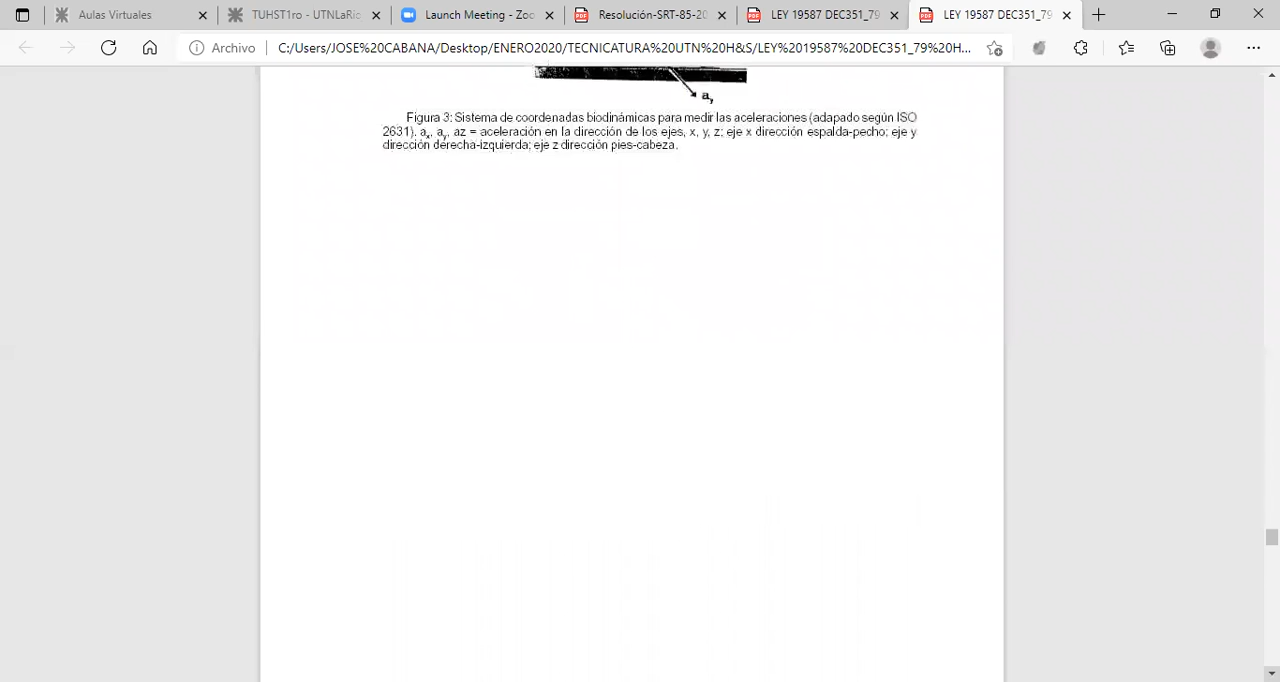 Aulas Virtuales
TUHST1ro - UTNLaRio
Launch Meeting - Zoo
Resolución-SRT-85-20
LEY 19587 DEC351_79
LEY 19587 DEC351_79
Archivo
C:/Users/JOSE%20CABANA/Desktop/ENERO2020/TECNICATURA%20UTN%20H&S/LEY%2019587%20DEC351_79%20H...
ay
Figura 3: Sistema de coordenadas biodinámicas para medir las aceleraciones (adapado según ISO
2631). ax, ay, az = aceleración en la dirección de los ejes, x, y, z; eje x dirección espalda-pecho; eje y
dirección derecha-izquierda; eje z dirección pies-cabeza.